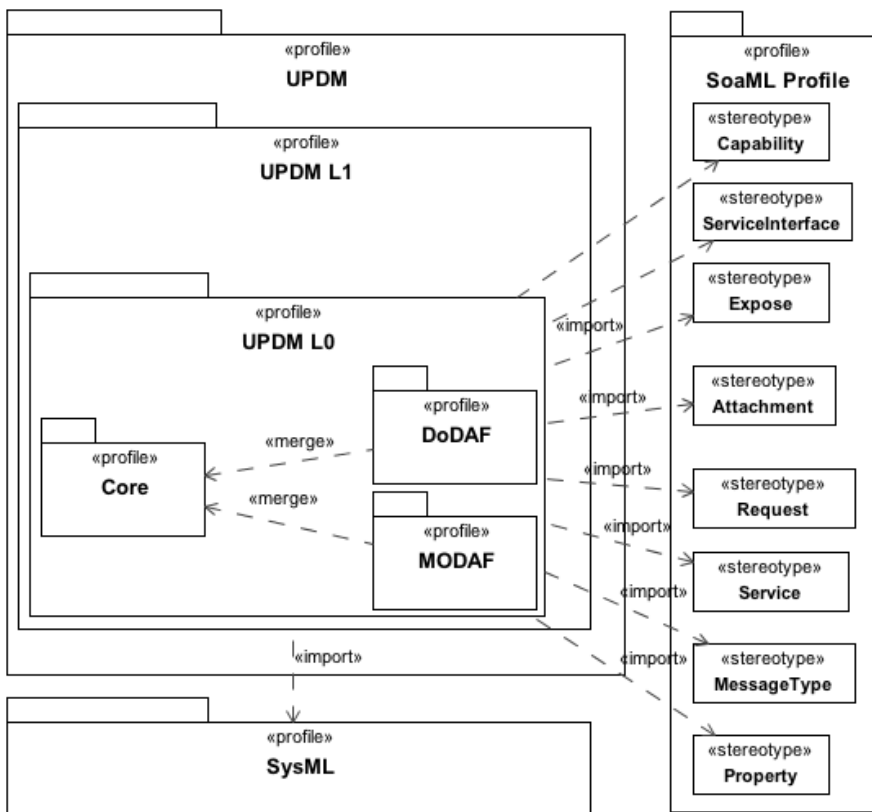 «profile»
UPDM
«profile»
UPDM L1
«profile»
UPDM L0
«profile»
Core
«merge»
«merge»
«profile»
DoDAF
«profile»
MODAF
«import»
«profile»
SysML
«import»
«import»
«import»
«import»
«import»
«import»
«profile»
SoaML Profile
«stereotype»
Capability
«stereotype»
ServiceInterface
«stereotype»
Expose
«stereotype»
Attachment
«stereotype»
Request
«stereotype»
Service
«stereotype»
MessageType
«stereotype»
Property